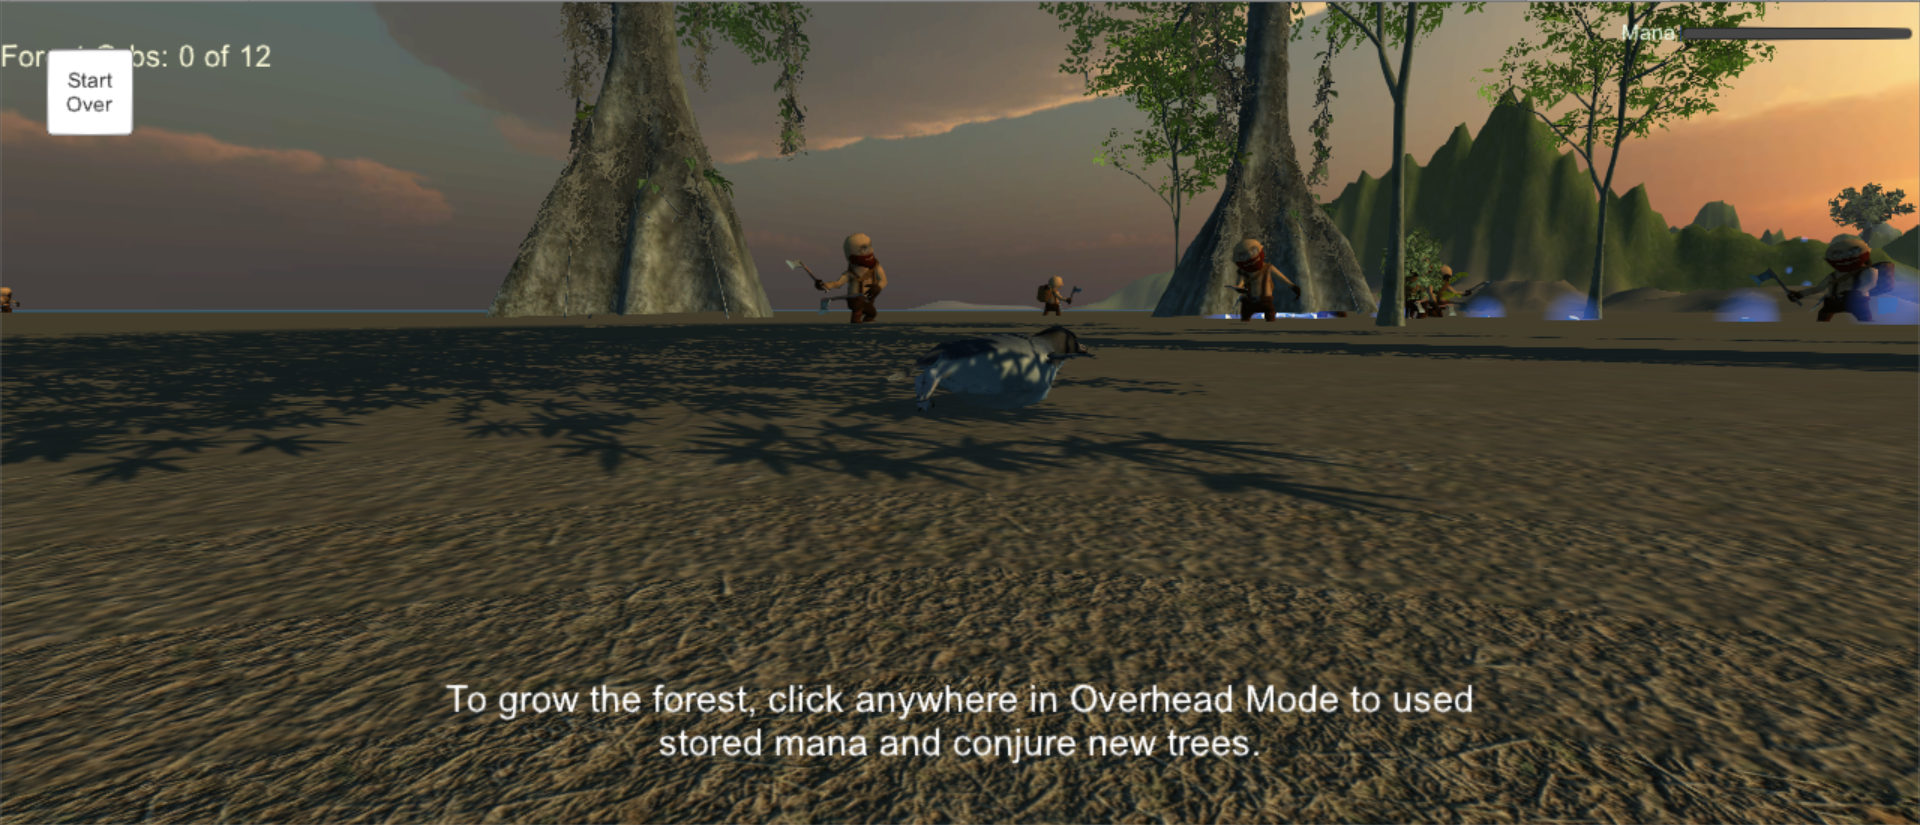 For bs: 0 of 12
Start
Over
Mana
To grow the forest, click anywhere in Overhead Mode to used
stored mana and conjure new trees.